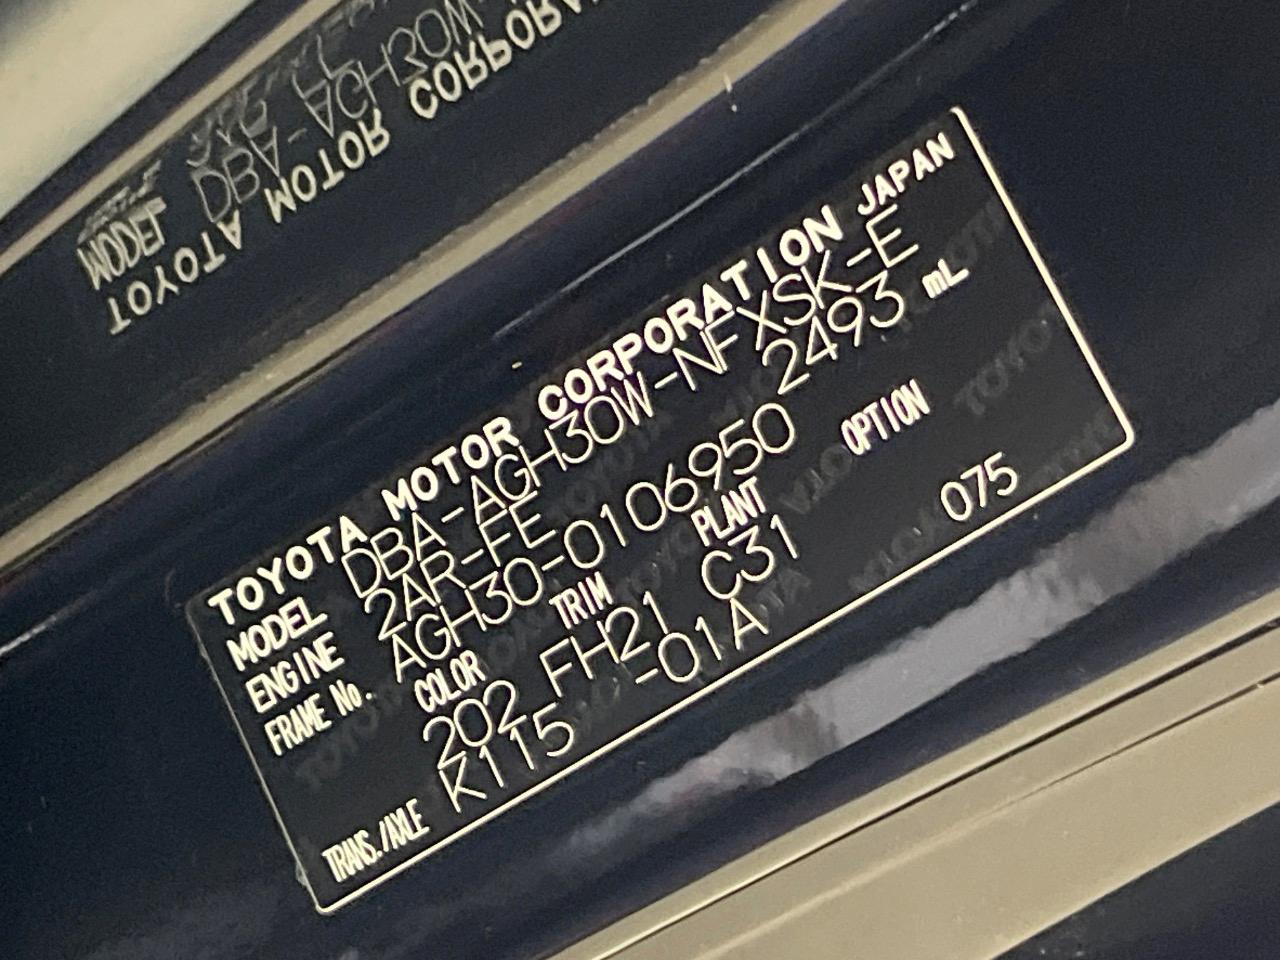 TOYOTA MOTOR CORPORATION JAPAN
MODEL DBA-AGH30W-NFXSK-E
ENGINE 2AR-FE 2493 mL
FRAME No. AGH30-0106950
COLOR TRIM PLANT OPTION
202 FH21 C31 075
TRANS./AXLE K115 -01A
MODEL DBA-AGH30W-
TOYOTA MOTOR CORPORA